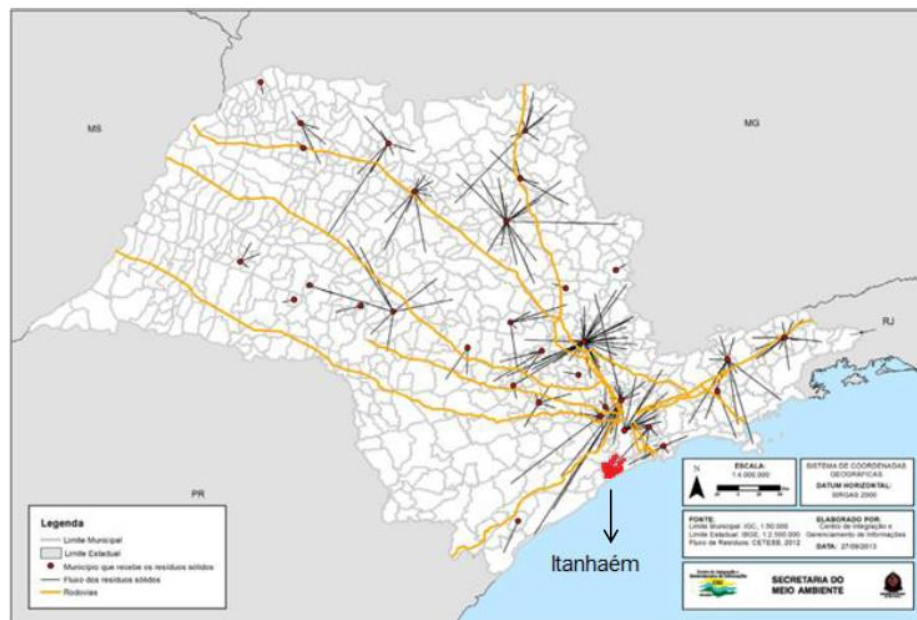 MS
MG
RJ
PR
Itanhaém
Legenda
Limite Municipal
Limite Estadual
Município que recebe os resíduos sólidos
Fluxo dos resíduos sólidos
Rodovias
N
ESCALA:
1:4 000.000
SISTEMA DE COORDENADAS
GEOGRÁFICAS
DATUM HORIZONTAL:
SIRGAS 2000
FONTE:
Limite Municipal: IGC, 1:50.000
Limite Estadual: IBGE, 1:2.500.000
Fluxo de Resíduos: CETESB, 2012
ELABORADO POR:
Centro de Integração e
Gerenciamento de Informações
DATA: 27/09/2013
SECRETARIA DO
MEIO AMBIENTE